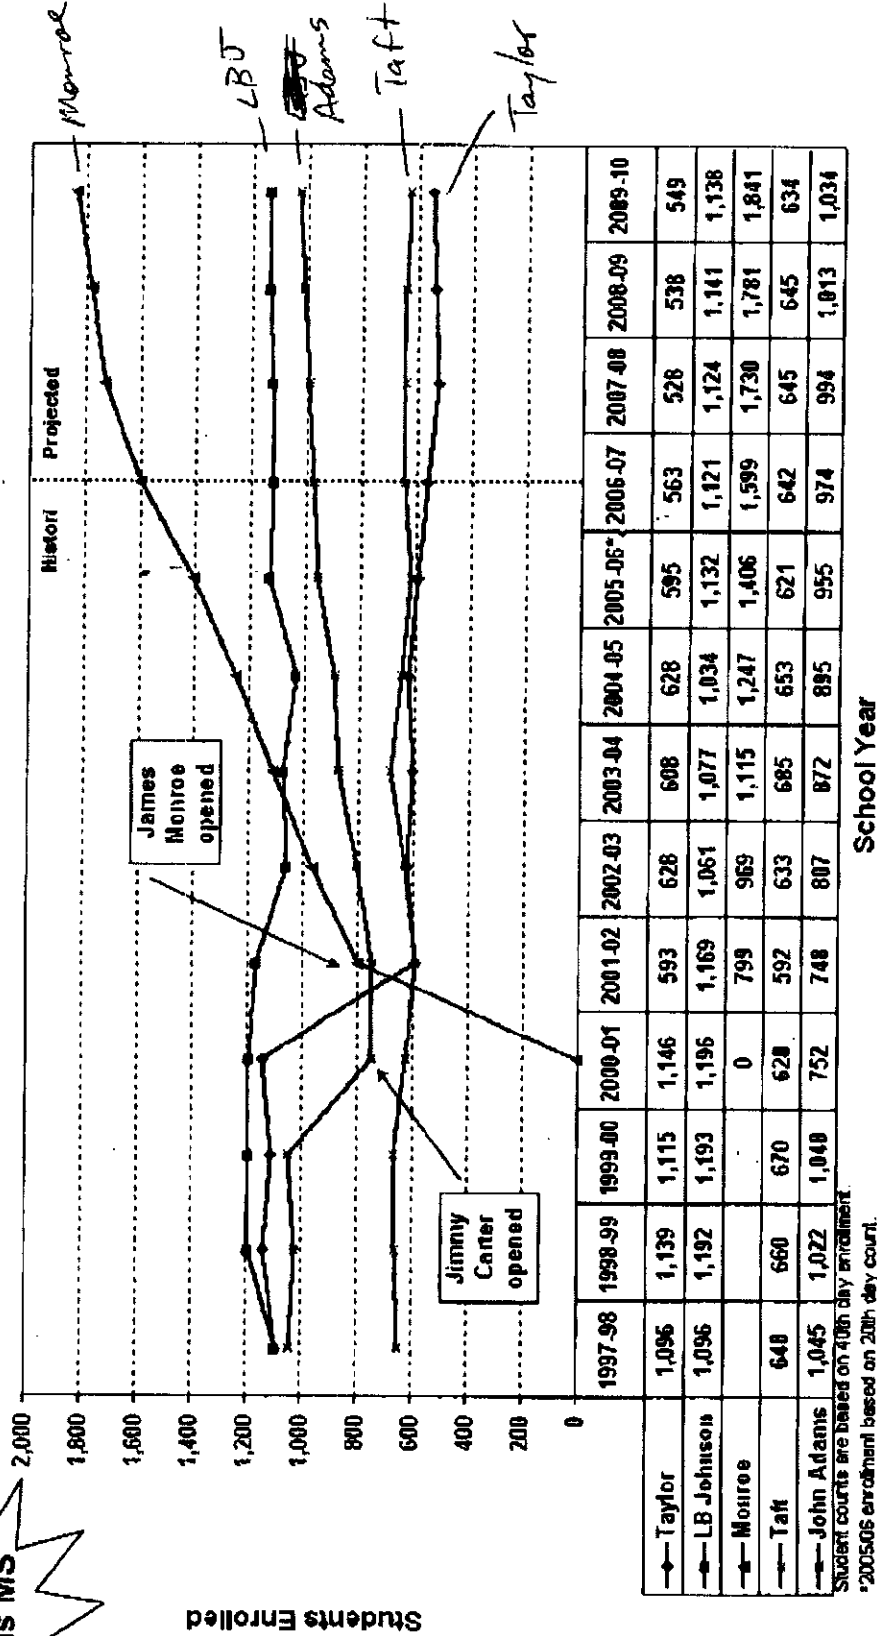 is MS
Students Enrolled
2,000
1,800
1,600
1,400
1,200
1,000
800
600
400
200
0
Histori
Projected
James
Monroe
opened
Jimmy
Carter
opened
Monroe
LBJ
Adams
Taft
Taylor
1997-98 1998-99 1999-00 2000-01 2001-02 2002-03 2003-04 2004-05 2005-06* 2006-07 2007-08 2008-09 2009-10
Taylor 1,096 1,139 1,115 1,146 593 628 608 628 595 563 528 538 549
LB Johnson 1,096 1,192 1,193 1,196 1,169 1,061 1,077 1,034 1,132 1,121 1,124 1,141 1,138
Monroe 0 799 969 1,115 1,247 1,406 1,599 1,730 1,781 1,841
Taft 648 660 670 628 592 633 685 653 621 642 645 645 634
John Adams 1,045 1,022 1,048 752 748 807 872 895 955 974 994 1,013 1,034
School Year
Student counts are based on 40th day enrollment.
*2005-06 enrollment based on 20th day count.